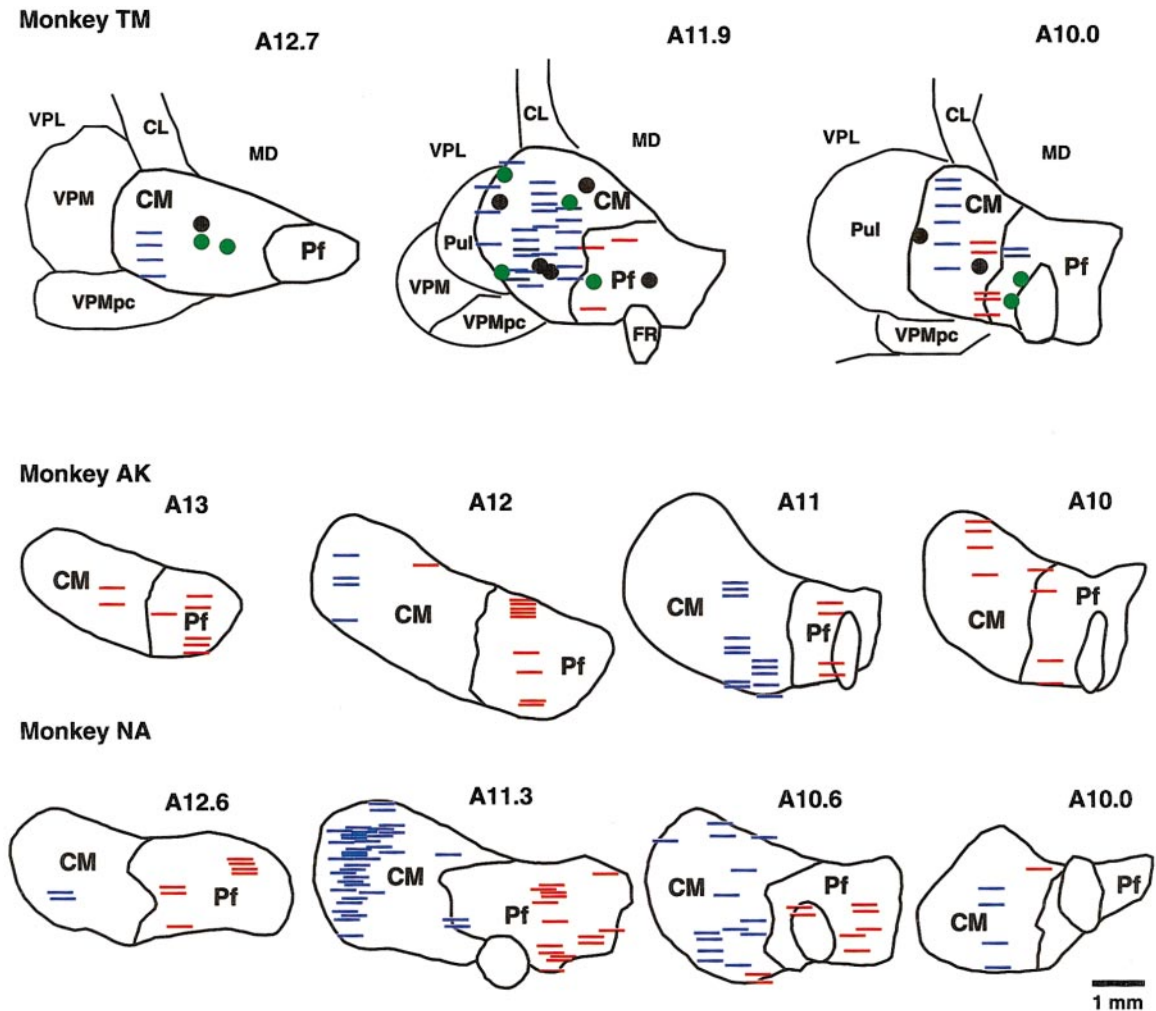 Monkey TM
A12.7
A11.9
A10.0
VPL
CL
MD
VPM
CM
Pf
VPMpc
VPL
CL
MD
CM
Pul
VPM
Pf
VPMpc
FR
VPL
CL
MD
CM
Pul
Pf
VPMpc
Monkey AK
A13
A12
A11
A10
CM
Pf
CM
Pf
CM
Pf
CM
Pf
Monkey NA
A12.6
A11.3
A10.6
A10.0
CM
Pf
CM
Pf
CM
Pf
CM
Pf
1 mm